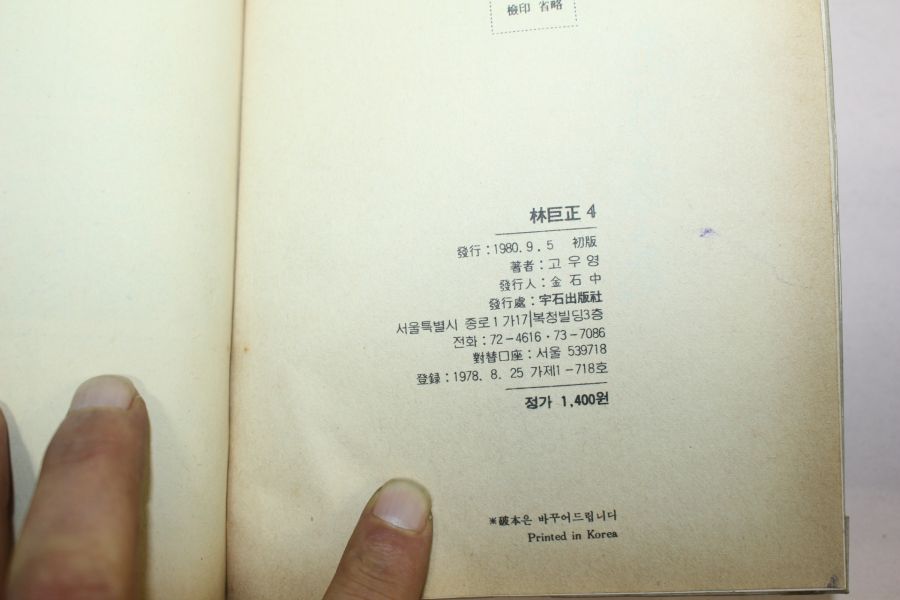 檢印 省略
林巨正 4
發行 : 1980. 9. 5 初版
著者 : 고 우 영
發行人 : 金 石 中
發行處 : 宇石出版社
서울특별시 종로1가17 복청빌딩3층
전화 : 72-4616 · 73-7086
對替口座 : 서울 539718
登録 : 1978. 8. 25 가제1-718호
정가 1,400원
※破本은 바꾸어드립니다
Printed in Korea